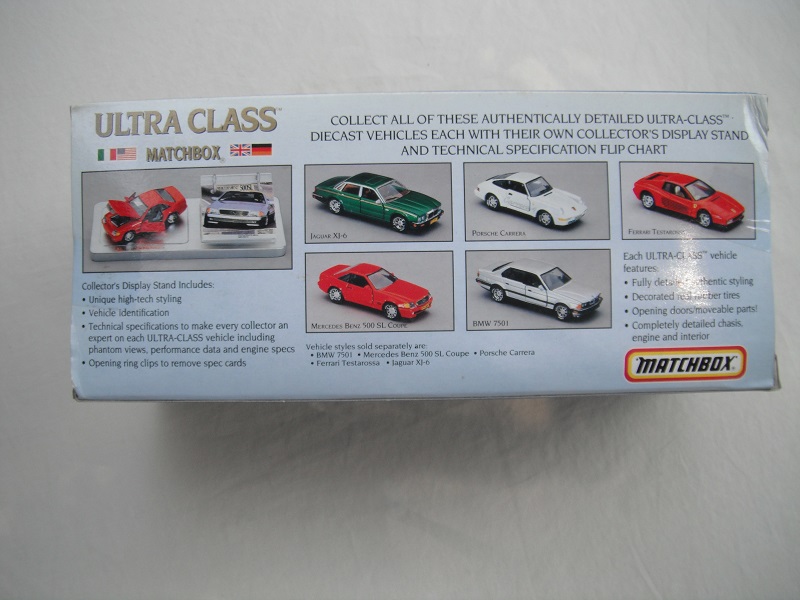 ULTRA CLASS™
MATCHBOX®
COLLECT ALL OF THESE AUTHENTICALLY DETAILED ULTRA-CLASS™
DIECAST VEHICLES EACH WITH THEIR OWN COLLECTOR'S DISPLAY STAND
AND TECHNICAL SPECIFICATION FLIP CHART
JAGUAR XJ-6
PORSCHE CARRERA
FERRARI TESTAROSSA
MERCEDES BENZ 500 SL COUPE
BMW 750I
Collector's Display Stand Includes:
• Unique high-tech styling
• Vehicle identification
• Technical specifications to make every collector an
expert on each ULTRA-CLASS vehicle including
phantom views, performance data and engine specs
• Opening ring clips to remove spec cards
Vehicle styles sold separately are:
• BMW 750I • Mercedes Benz 500 SL Coupe • Porsche Carrera
• Ferrari Testarossa • Jaguar XJ-6
Each ULTRA-CLASS™ vehicle
features:
• Fully detailed authentic styling
• Decorated real rubber tires
• Opening doors/moveable parts!
• Completely detailed chasis,
engine and interior
MATCHBOX®